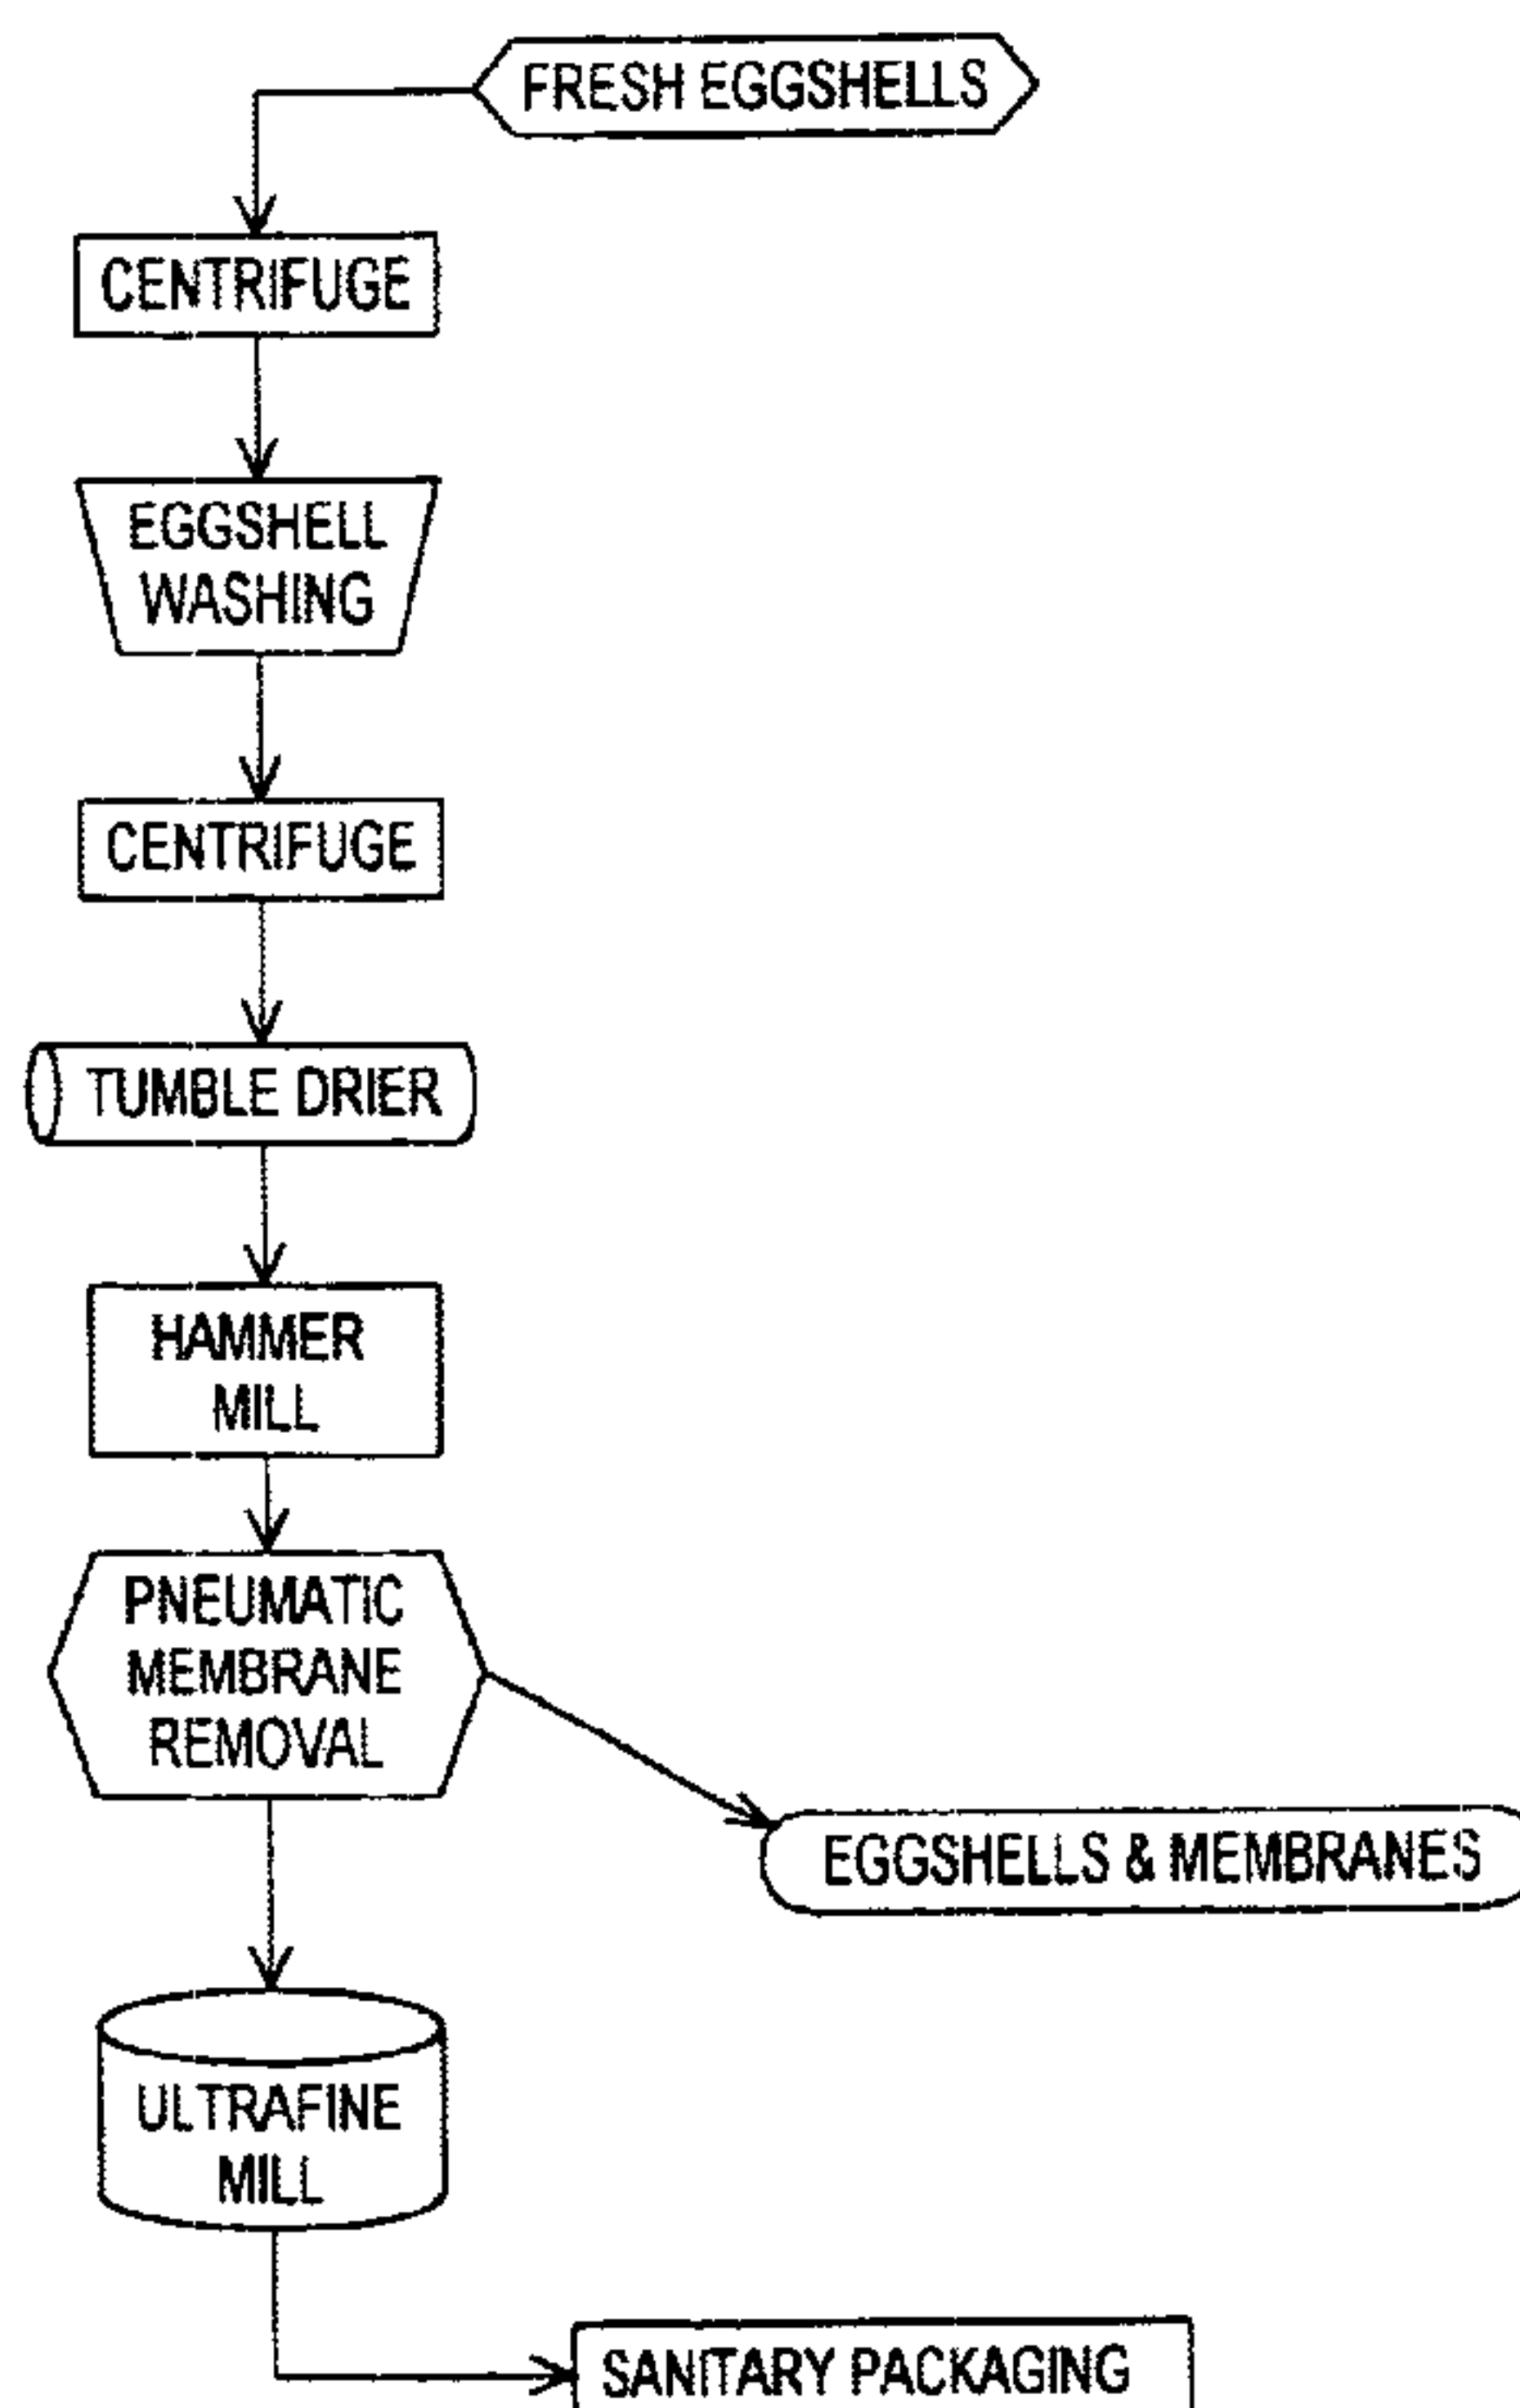 FRESH EGGSHELLS
CENTRIFUGE
EGGSHELL
WASHING
CENTRIFUGE
TUMBLE DRIER
HAMMER
MILL
PNEUMATIC
MEMBRANE
REMOVAL
EGGSHELLS & MEMBRANES
ULTRAFINE
MILL
SANITARY PACKAGING